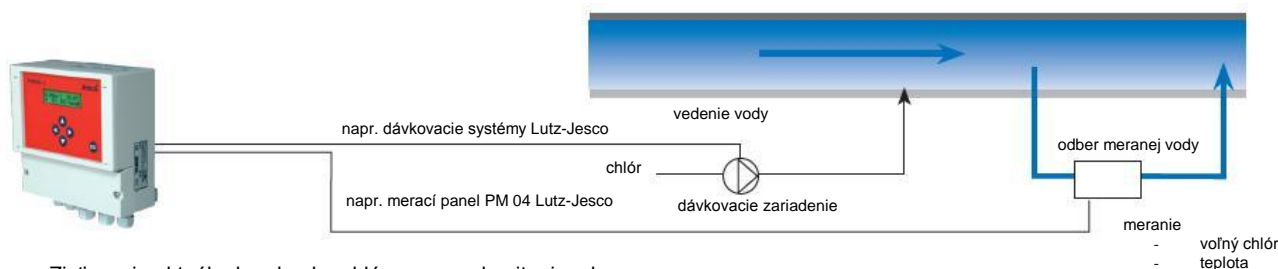 vedenie vody
napr. dávkovacie systémy Lutz-Jesco
odber meranej vody
chlór
napr. merací panel PM 04 Lutz-Jesco
dávkovacie zariadenie
meranie
- voľný chlór
- teplota